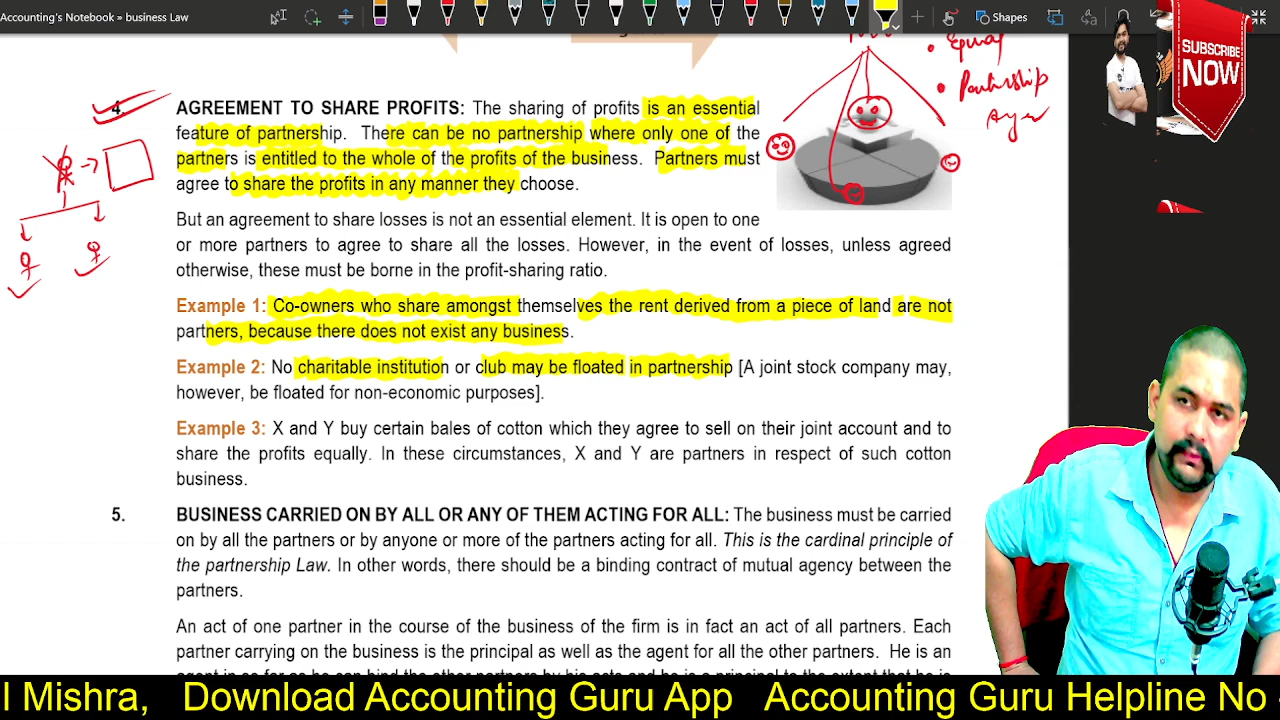 Accounting's Notebook » business Law
Shapes
SUBSCRIBE
NOW
• Equal
• Partnership
4. AGREEMENT TO SHARE PROFITS: The sharing of profits is an essential
feature of partnership. There can be no partnership where only one of the
partners is entitled to the whole of the profits of the business. Partners must
agree to share the profits in any manner they choose.
But an agreement to share losses is not an essential element. It is open to one
or more partners to agree to share all the losses. However, in the event of losses, unless agreed
otherwise, these must be borne in the profit-sharing ratio.
Example 1: Co-owners who share amongst themselves the rent derived from a piece of land are not
partners, because there does not exist any business.
Example 2: No charitable institution or club may be floated in partnership [A joint stock company may,
however, be floated for non-economic purposes].
Example 3: X and Y buy certain bales of cotton which they agree to sell on their joint account and to
share the profits equally. In these circumstances, X and Y are partners in respect of such cotton
business.
5. BUSINESS CARRIED ON BY ALL OR ANY OF THEM ACTING FOR ALL: The business must be carried
on by all the partners or by anyone or more of the partners acting for all. This is the cardinal principle of
the partnership Law. In other words, there should be a binding contract of mutual agency between the
partners.
An act of one partner in the course of the business of the firm is in fact an act of all partners. Each
partner carrying on the business is the principal as well as the agent for all the other partners. He is an
l Mishra, Download Accounting Guru App Accounting Guru Helpline No